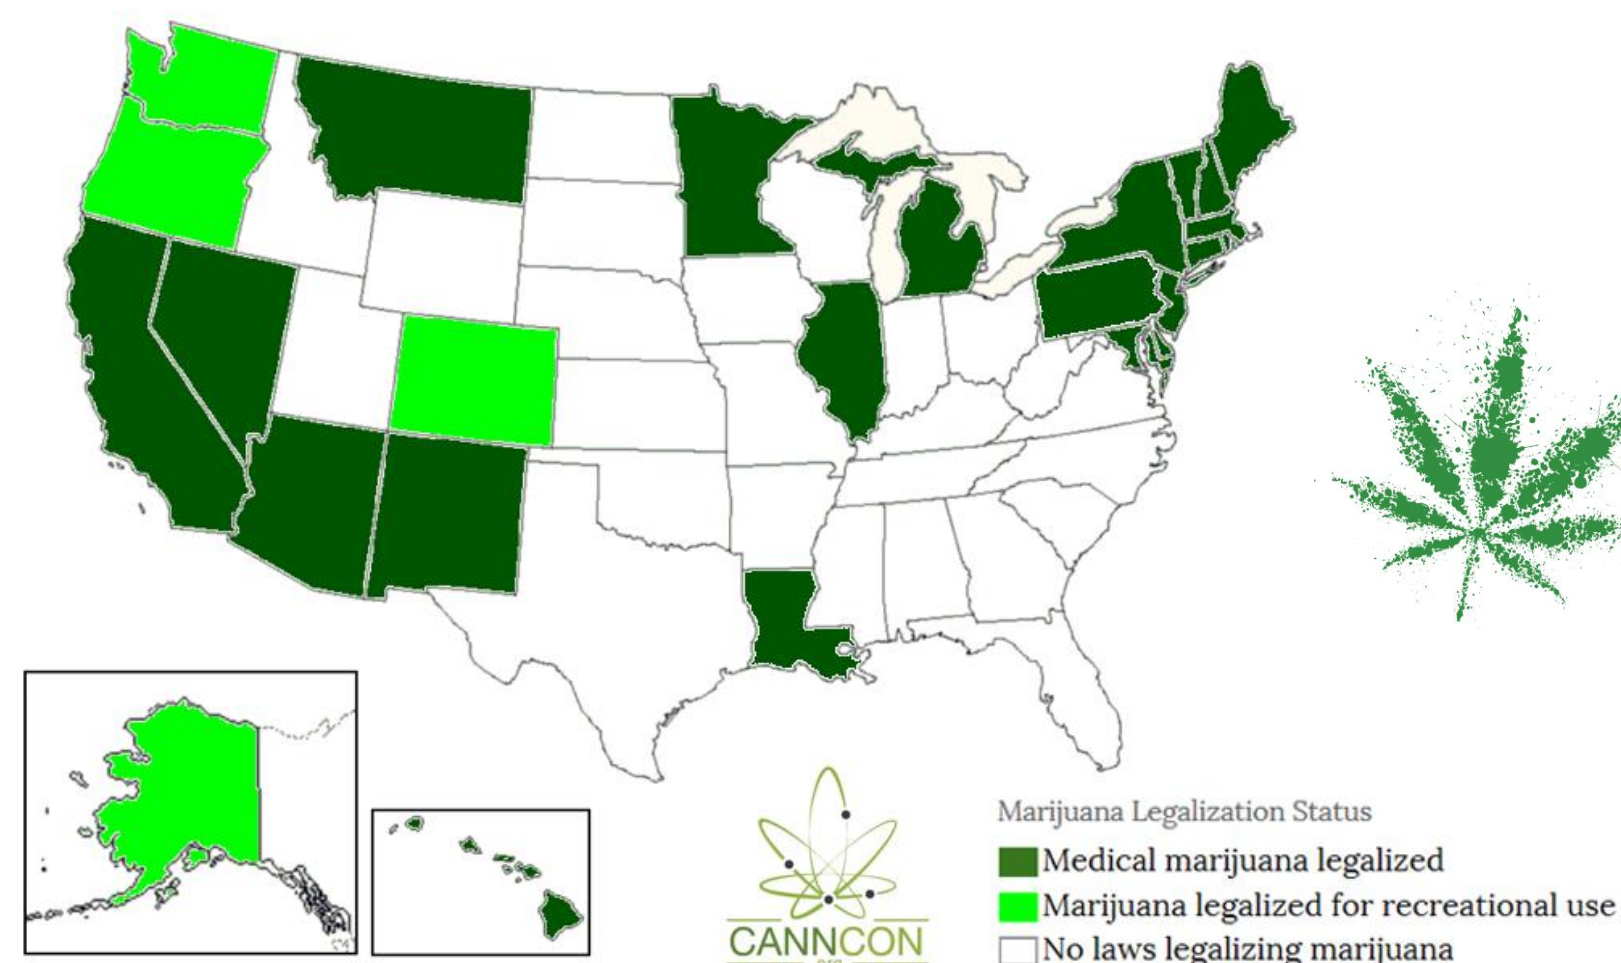 Marijuana Legalization Status
Medical marijuana legalized
Marijuana legalized for recreational use
No laws legalizing marijuana
CANNCON